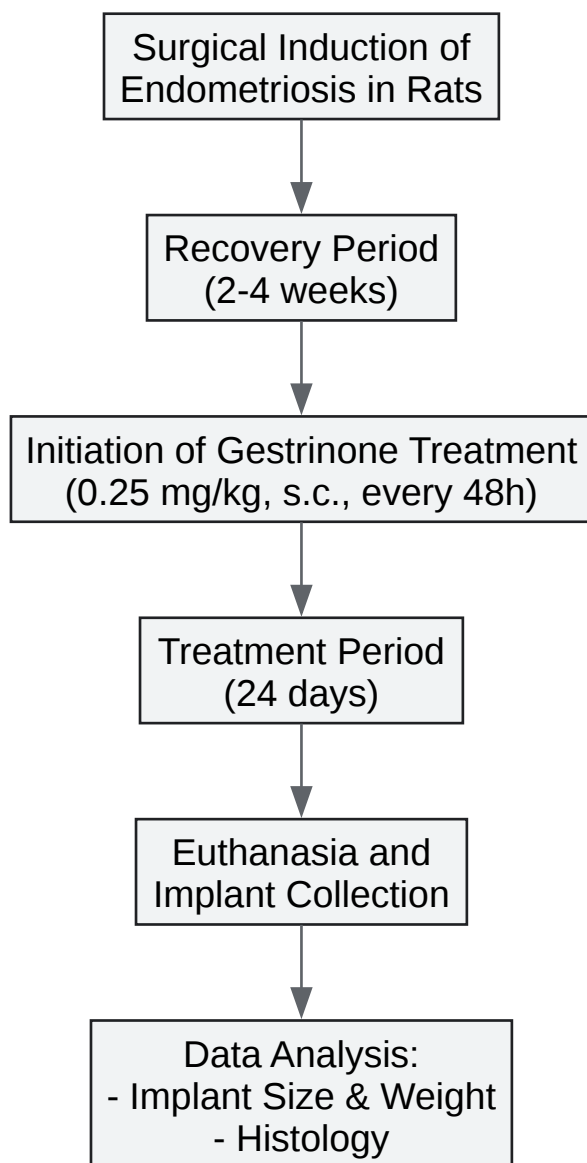 Surgical Induction of
Endometriosis in Rats
Recovery Period
(2-4 weeks)
Initiation of Gestrinone Treatment
(0.25 mg/kg, s.c., every 48h)
Treatment Period
(24 days)
Euthanasia and
Implant Collection
Data Analysis:
- Implant Size & Weight
- Histology